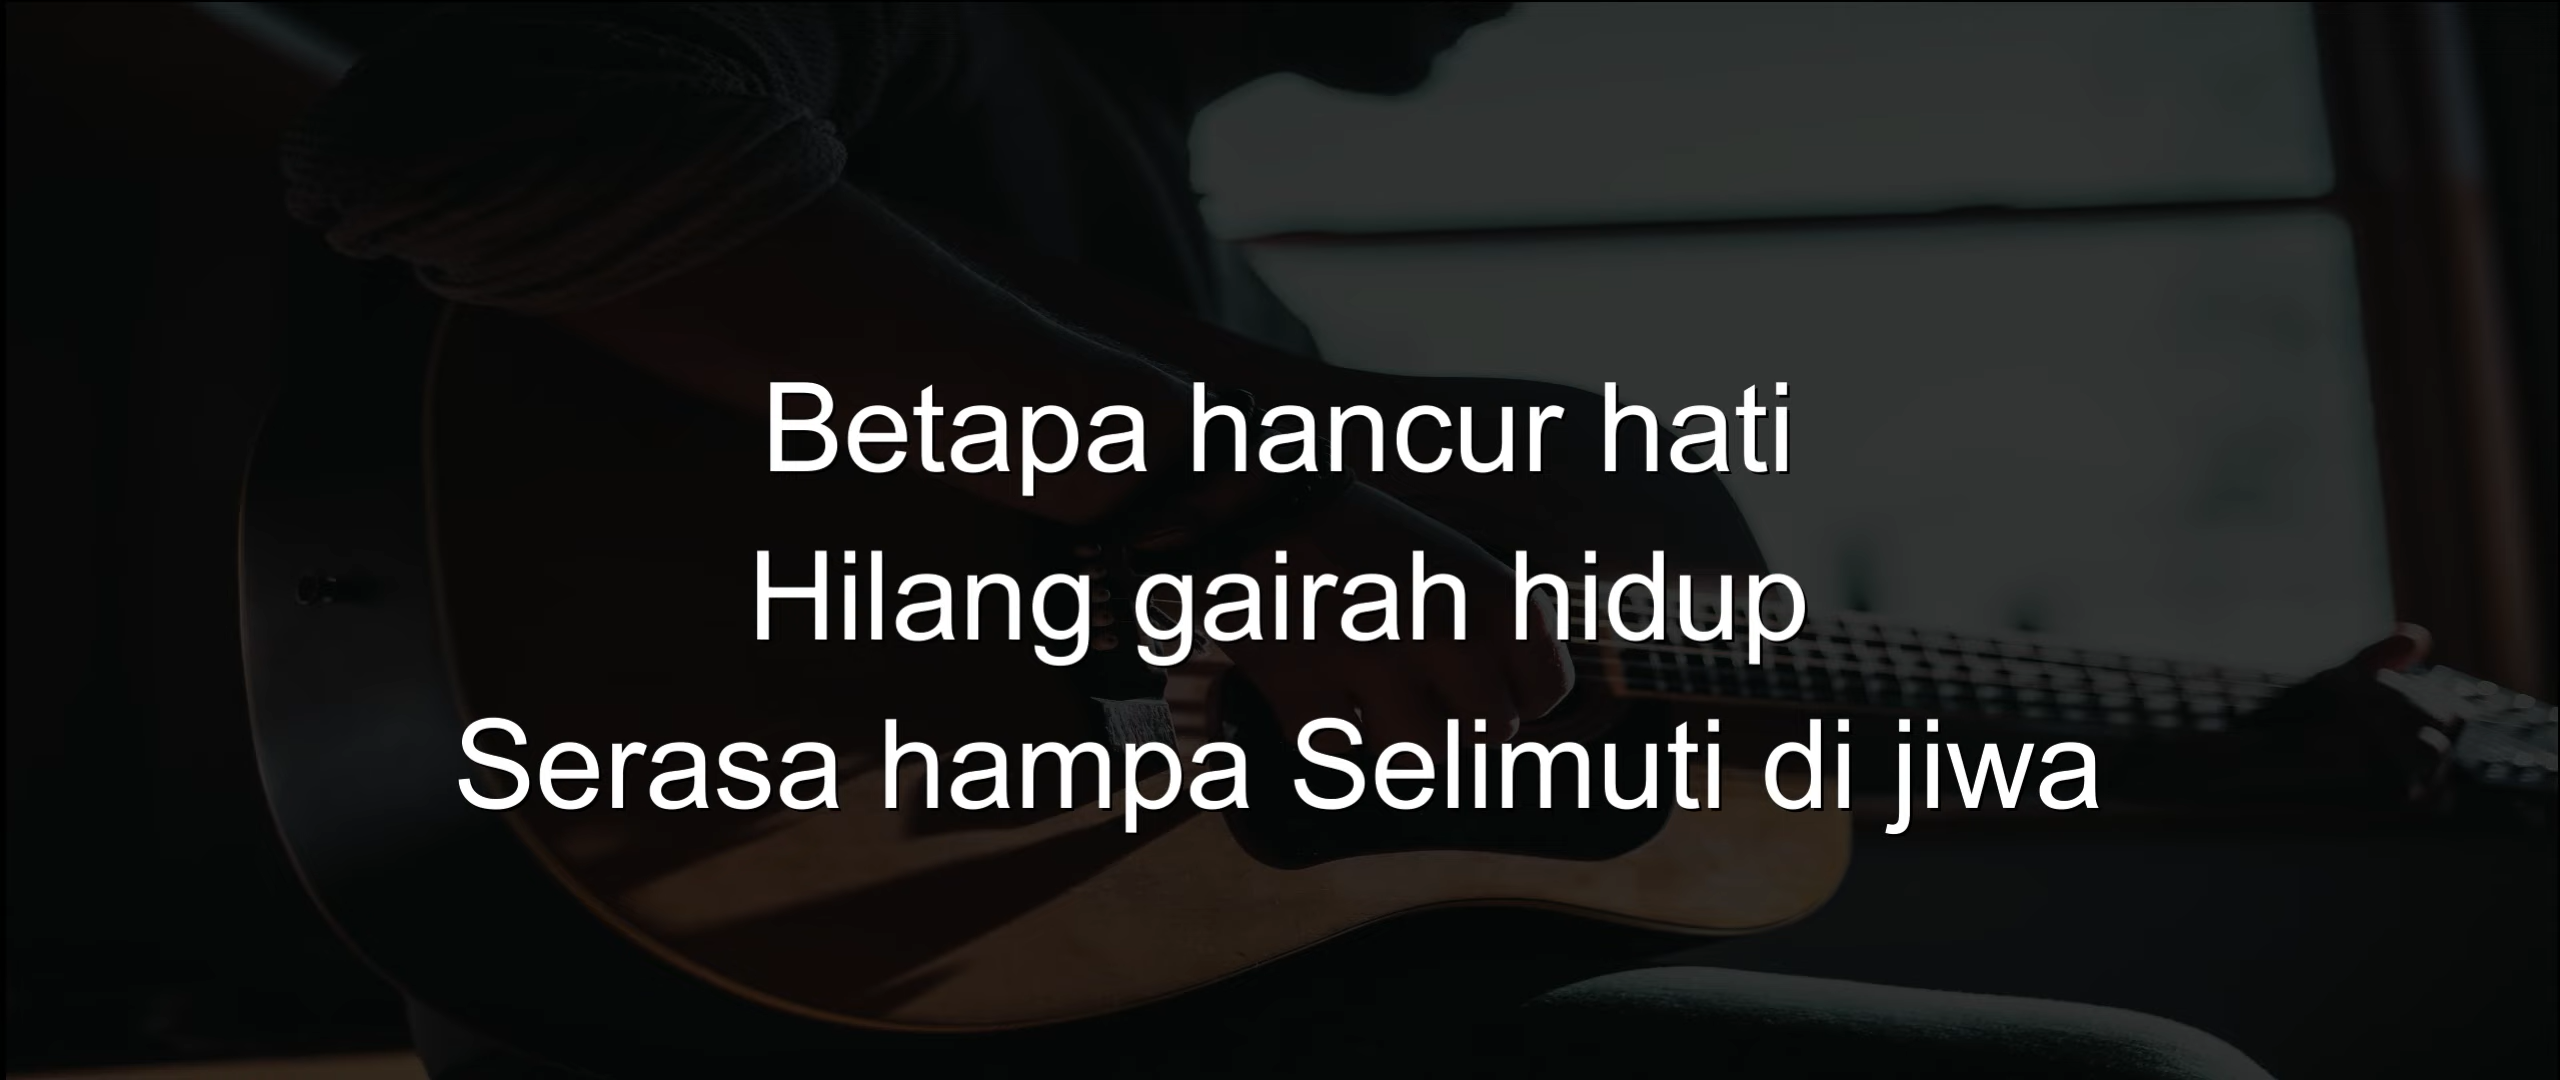 Betapa hancur hati
Hilang gairah hidup
Serasa hampa Selimuti di jiwa